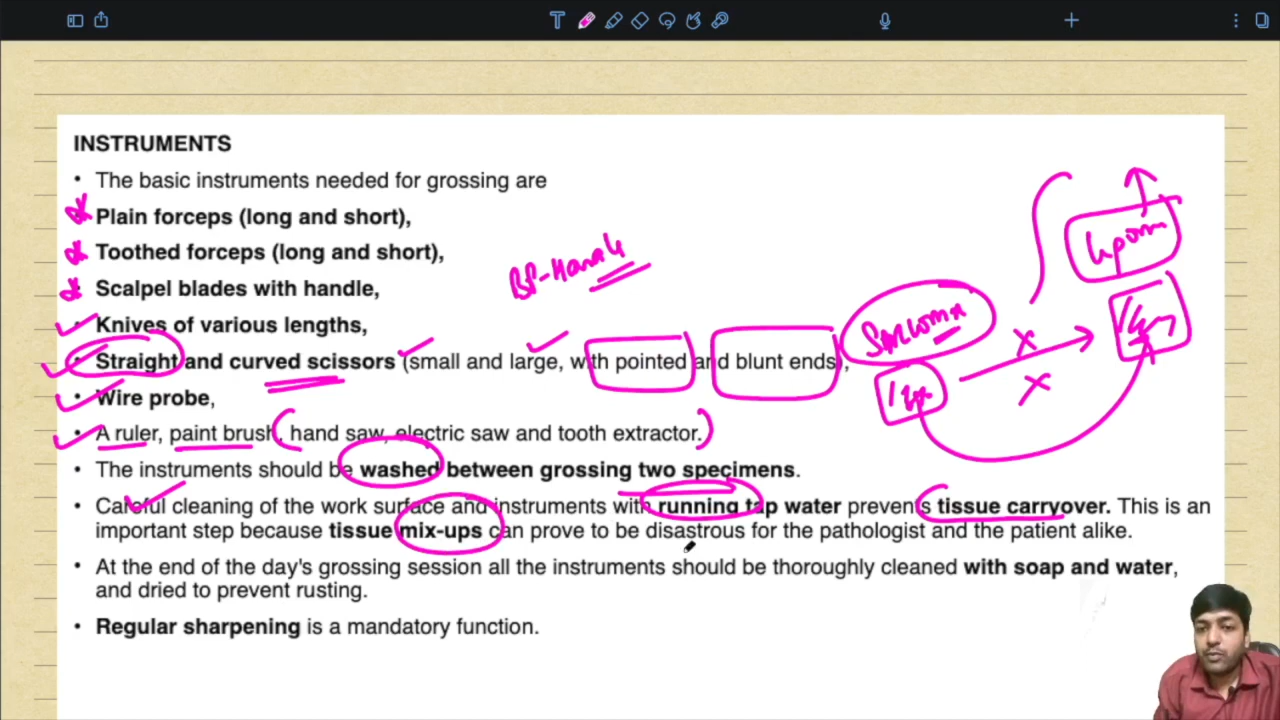 INSTRUMENTS
• The basic instruments needed for grossing are
Plain forceps (long and short),
Toothed forceps (long and short),
Scalpel blades with handle,
BP-Handle
• Knives of various lengths,
• Straight and curved scissors (small and large, with pointed and blunt ends),
Sarcoma
Lipoma
• Wire probe,
• A ruler, paint brush, hand saw, electric saw and tooth extractor.
• The instruments should be washed between grossing two specimens.
• Careful cleaning of the work surface and instruments with running tap water prevents tissue carryover. This is an
important step because tissue mix-ups can prove to be disastrous for the pathologist and the patient alike.
• At the end of the day's grossing session all the instruments should be thoroughly cleaned with soap and water,
and dried to prevent rusting.
• Regular sharpening is a mandatory function.